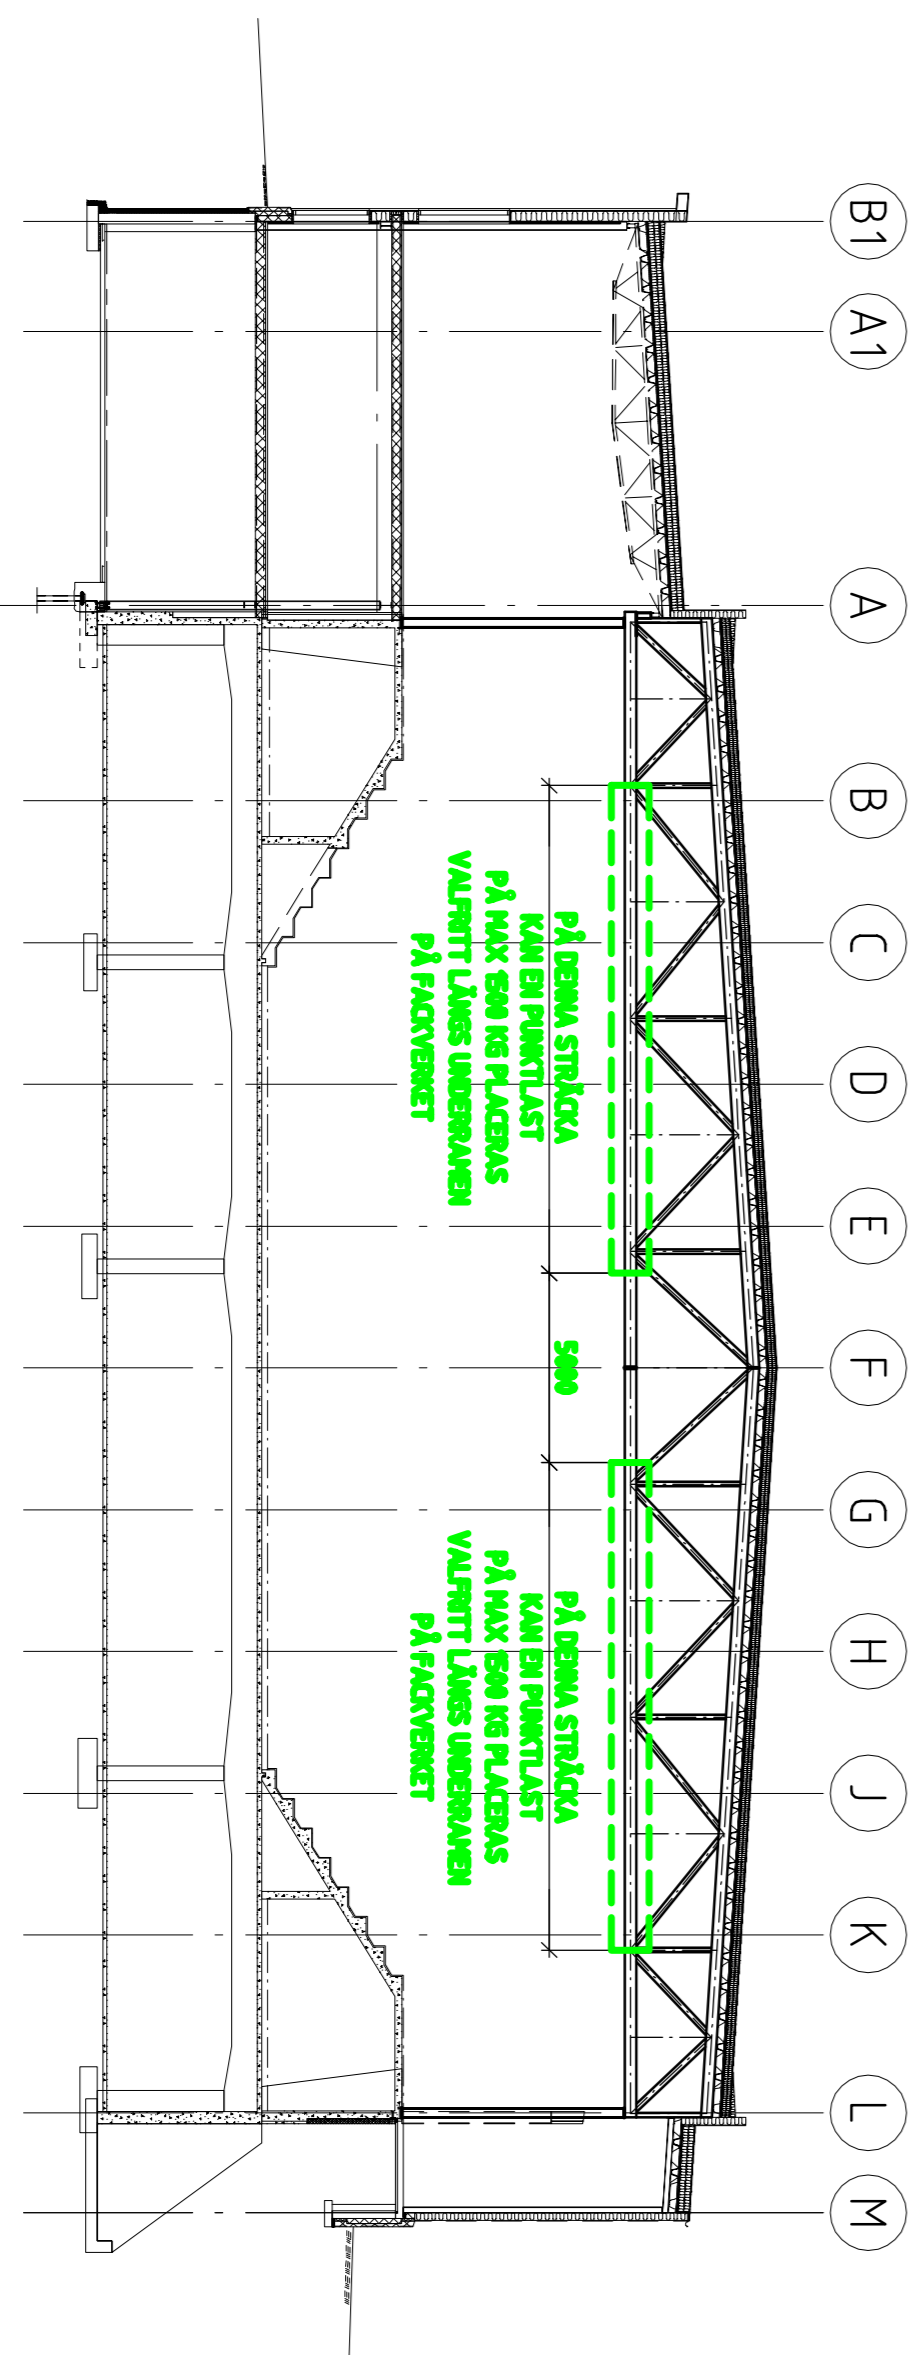 B1
A1
A
B
C
D
E
F
G
H
J
K
L
M
PÅ DENNA STRÄCKA
KAN EN PUNKTLAST
PÅ MAX 1500 KG PLACERAS
VALFRITT LÄNGS UNDERRAMEN
PÅ FACKVERKET
5000
PÅ DENNA STRÄCKA
KAN EN PUNKTLAST
PÅ MAX 1500 KG PLACERAS
VALFRITT LÄNGS UNDERRAMEN
PÅ FACKVERKET